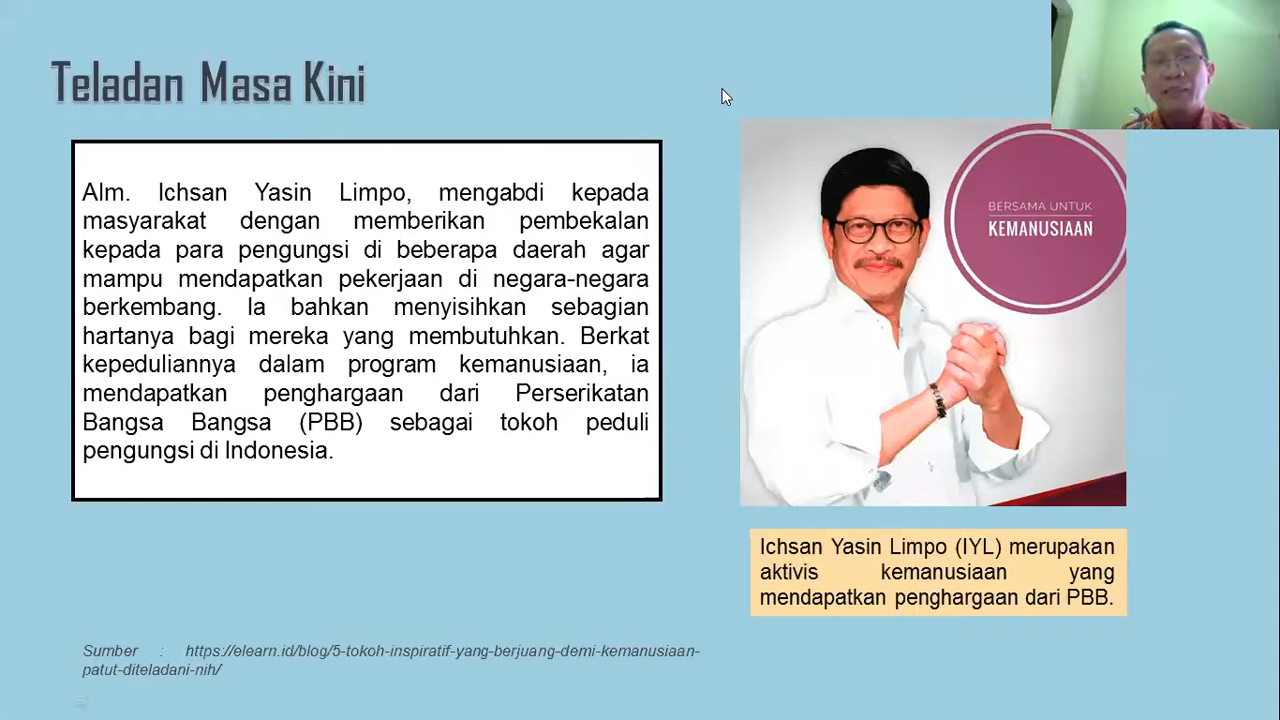 Teladan Masa Kini
Alm. Ichsan Yasin Limpo, mengabdi kepada
masyarakat dengan memberikan pembekalan
kepada para pengungsi di beberapa daerah agar
mampu mendapatkan pekerjaan di negara-negara
berkembang. Ia bahkan menyisihkan sebagian
hartanya bagi mereka yang membutuhkan. Berkat
kepeduliannya dalam program kemanusiaan, ia
mendapatkan penghargaan dari Perserikatan
Bangsa Bangsa (PBB) sebagai tokoh peduli
pengungsi di Indonesia.
BERSAMA UNTUK
KEMANUSIAAN
Ichsan Yasin Limpo (IYL) merupakan
aktivis kemanusiaan yang
mendapatkan penghargaan dari PBB.
Sumber : https://elearn.id/blog/5-tokoh-inspiratif-yang-berjuang-demi-kemanusiaan-
patut-diteladani-nih/